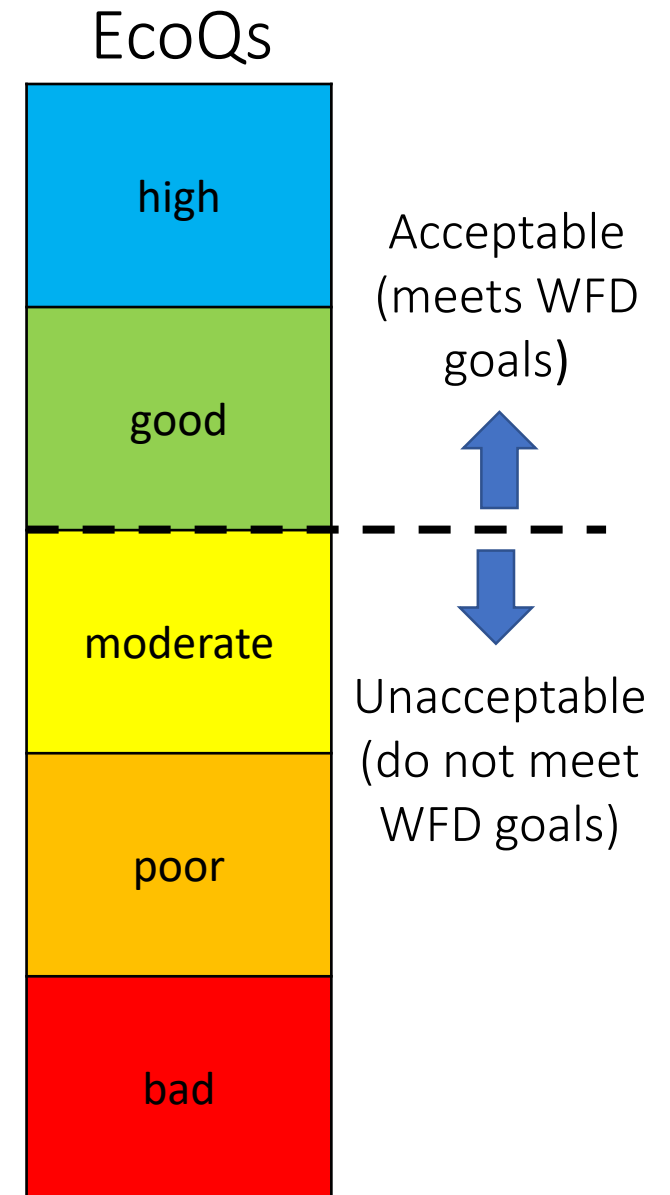 EcoQs
high
good
moderate
poor
bad
Acceptable
(meets WFD
goals)
Unacceptable
(do not meet
WFD goals)